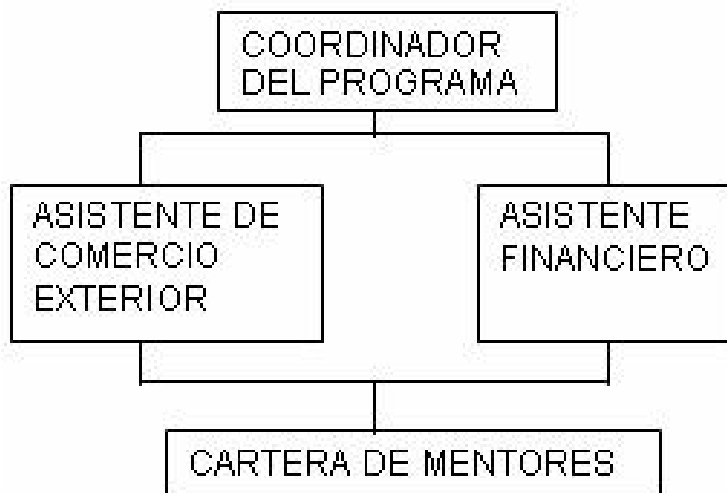 COORDINADOR
DEL PROGRAMA
ASISTENTE DE
COMERCIO
EXTERIOR
ASISTENTE
FINANCIERO
CARTERA DE MENTORES